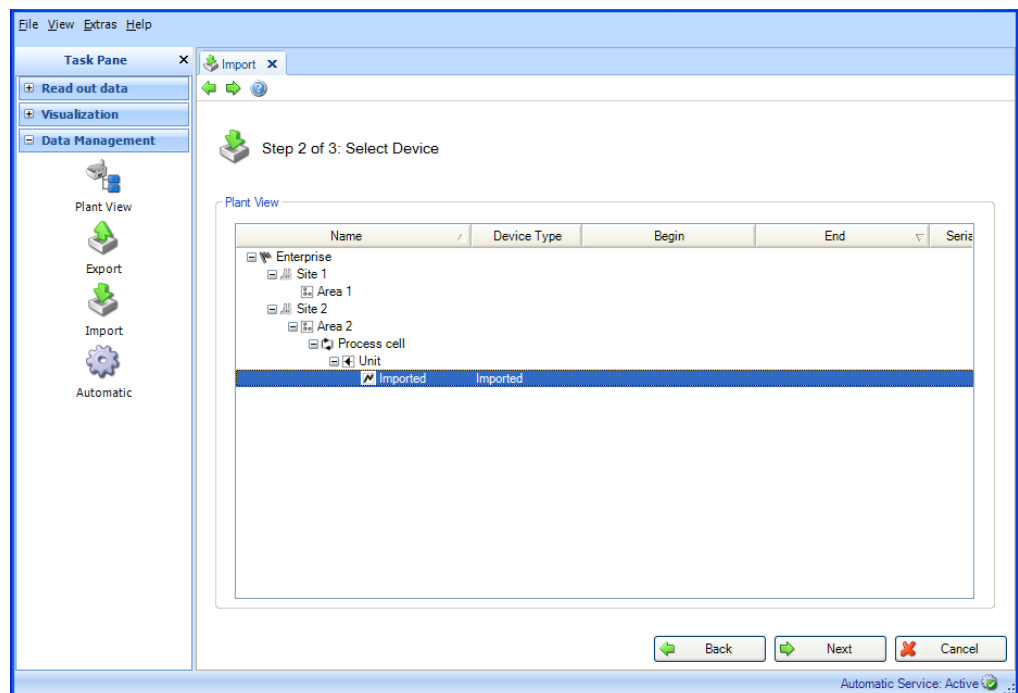 File View Extras Help
Task Pane
Import
Read out data
Visualization
Data Management
Plant View
Export
Import
Automatic
Step 2 of 3: Select Device
Plant View
Name Device Type Begin End Seria
Enterprise
Site 1
Area 1
Site 2
Area 2
Process cell
Unit
Imported Imported
Back Next Cancel
Automatic Service: Active